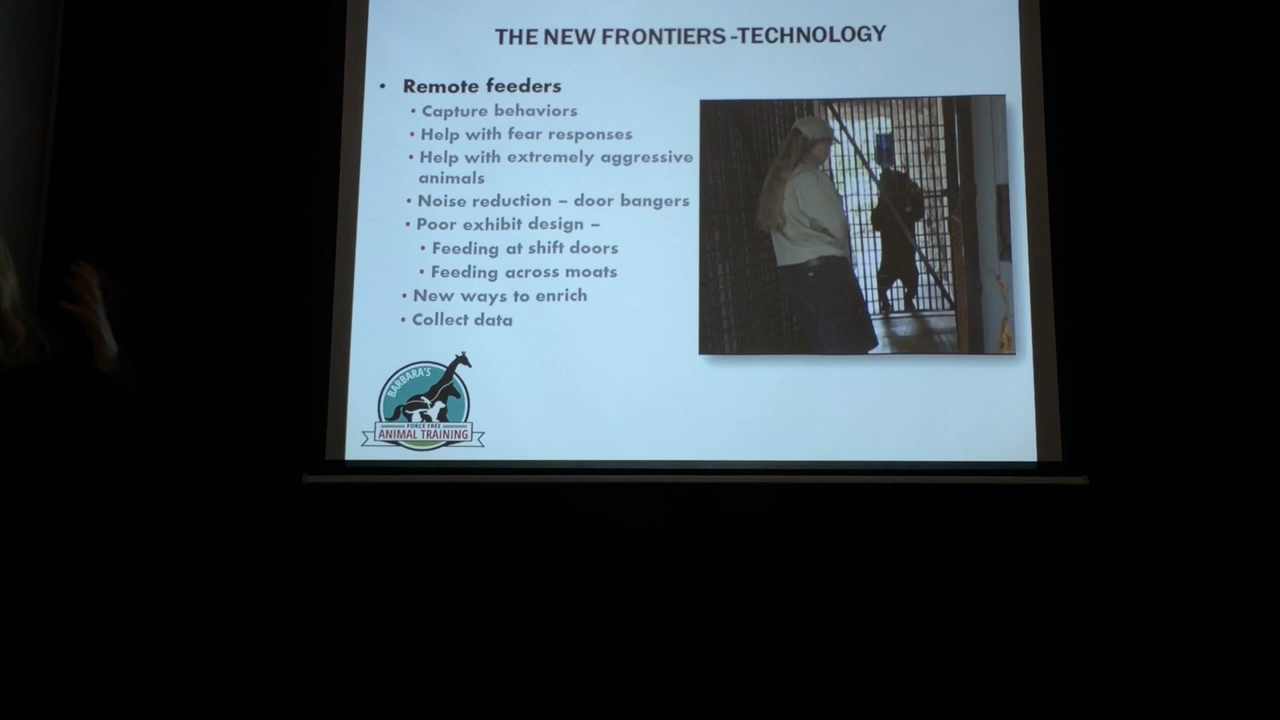 THE NEW FRONTIERS -TECHNOLOGY
• Remote feeders
• Capture behaviors
• Help with fear responses
• Help with extremely aggressive
animals
• Noise reduction – door bangers
• Poor exhibit design –
• Feeding at shift doors
• Feeding across moats
• New ways to enrich
• Collect data
BARBARA'S
FORCE FREE
ANIMAL TRAINING